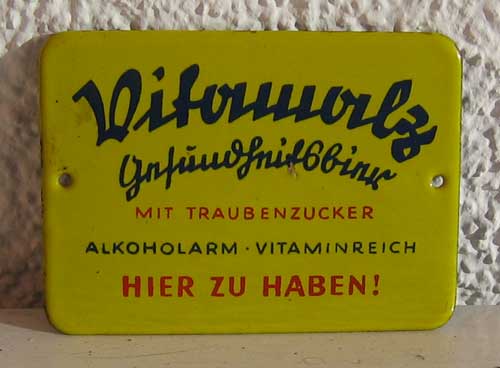 Vitamalz
Gesundheitsbier
MIT TRAUBENZUCKER
ALKOHOLARM · VITAMINREICH
HIER ZU HABEN!